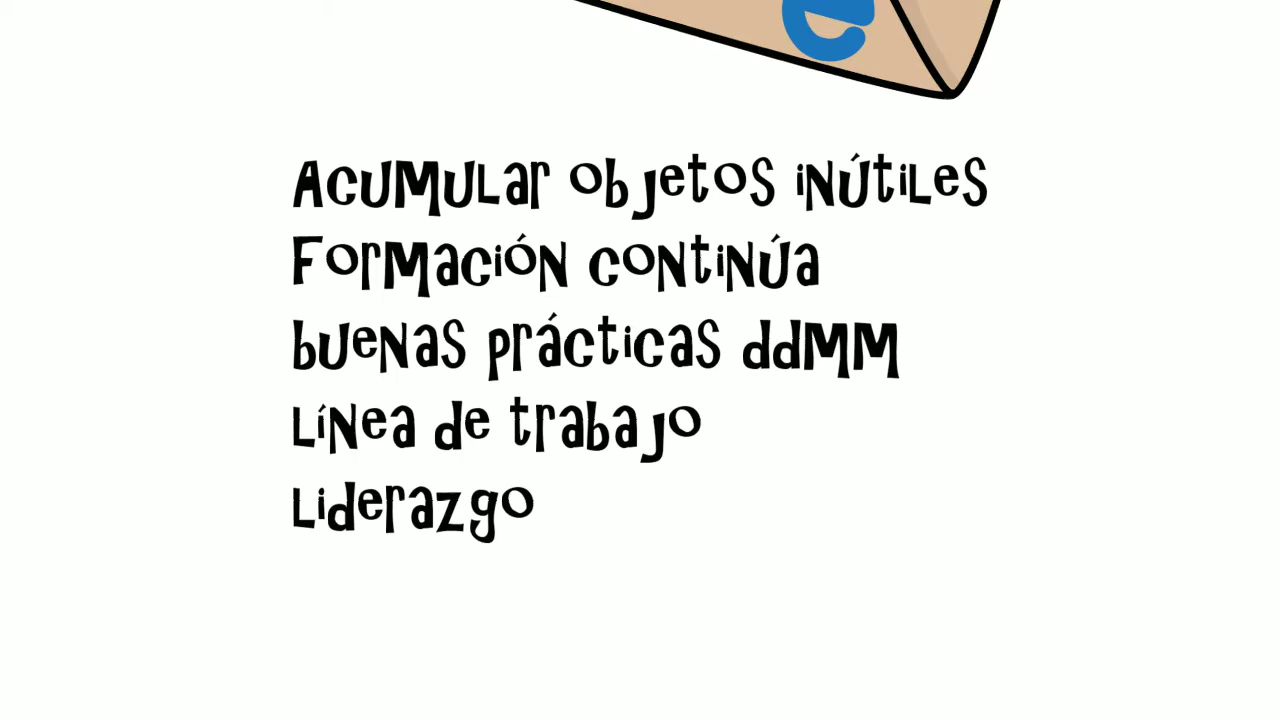 Acumular objetos inútiles
Formación continúa
buenas prácticas ddMM
Línea de trabajo
Liderazgo